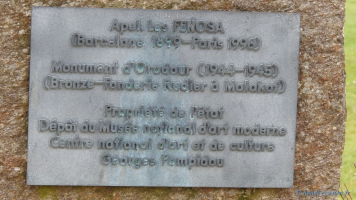 Apel·les FENOSA
(Barcelone 1899-Paris 1988)
Monument d'Oradour (1944-1945)
(Bronze-fonderie Rudier à Malakoff)
Propriété de l'état
Dépôt du Musée national d'art moderne
Centre national d'art et de culture
Georges Pompidou